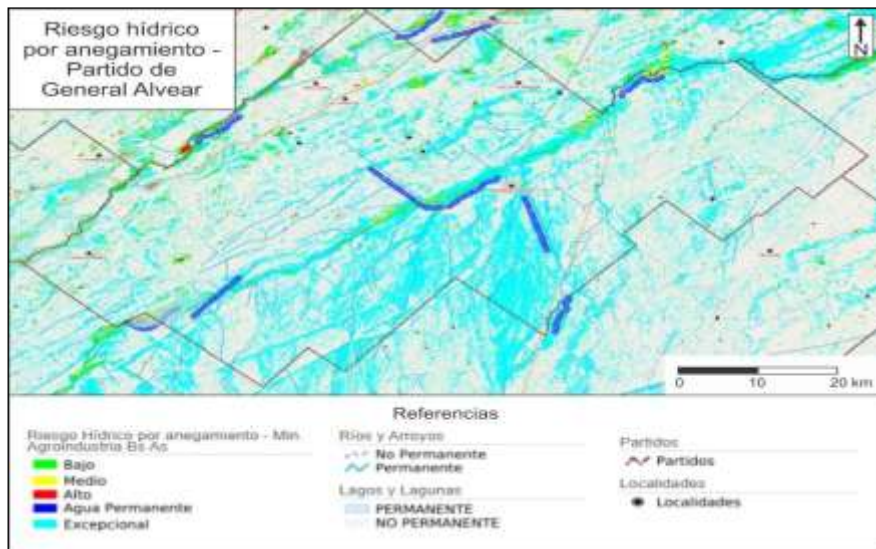 Riesgo hídrico
por anegamiento -
Partido de
General Alvear
N
0 10 20 km
Referencias
Riesgo Hídrico por anegamiento - Min
Agroindustria Bs As
Bajo
Medio
Alto
Agua Permanente
Excepcional
Ríos y Arroyos
No Permanente
Permanente
Lagos y Lagunas
PERMANENTE
NO PERMANENTE
Partidos
Partidos
Localidades
Localidades